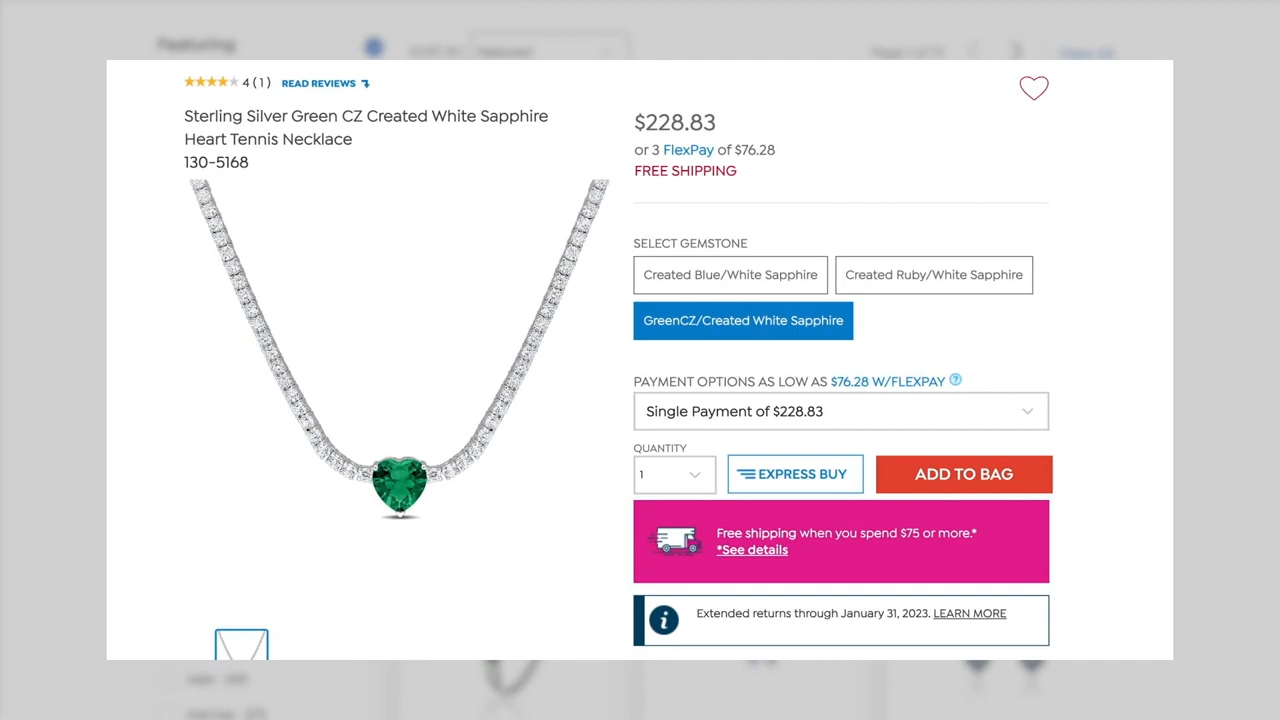 Featuring
4 ( 1 ) READ REVIEWS
Sterling Silver Green CZ Created White Sapphire
Heart Tennis Necklace
130-5168
$228.83
or 3 FlexPay of $76.28
FREE SHIPPING
SELECT GEMSTONE
Created Blue/White Sapphire
Created Ruby/White Sapphire
GreenCZ/Created White Sapphire
PAYMENT OPTIONS AS LOW AS $76.28 W/FLEXPAY ?
Single Payment of $228.83
QUANTITY
1
EXPRESS BUY
ADD TO BAG
Free shipping when you spend $75 or more.*
*See details
i
Extended returns through January 31, 2023. LEARN MORE